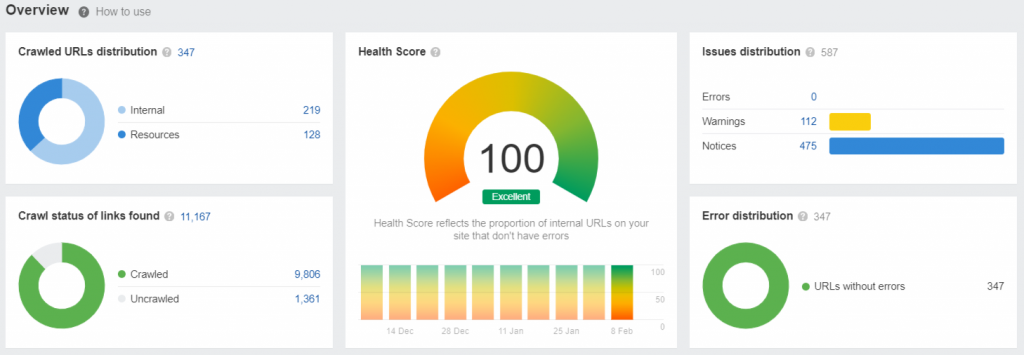 Overview ? How to use
Crawled URLs distribution ? 347
Internal 219
Resources 128
Crawl status of links found ? 11,167
Crawled 9,806
Uncrawled 1,361
Health Score ?
100
Excellent
Health Score reflects the proportion of internal URLs on your
site that don't have errors
100
50
0
14 Dec 28 Dec 11 Jan 25 Jan 8 Feb
Issues distribution ? 587
Errors 0
Warnings 112
Notices 475
Error distribution ? 347
URLs without errors 347